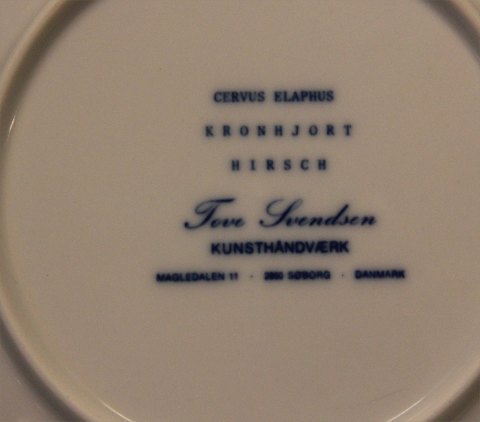 CERVUS ELAPHUS
KRONHJORT
HIRSCH
Tove Svendsen
KUNSTHÅNDVÆRK
MAGLEDALEN 11 · 2860 SØBORG · DANMARK